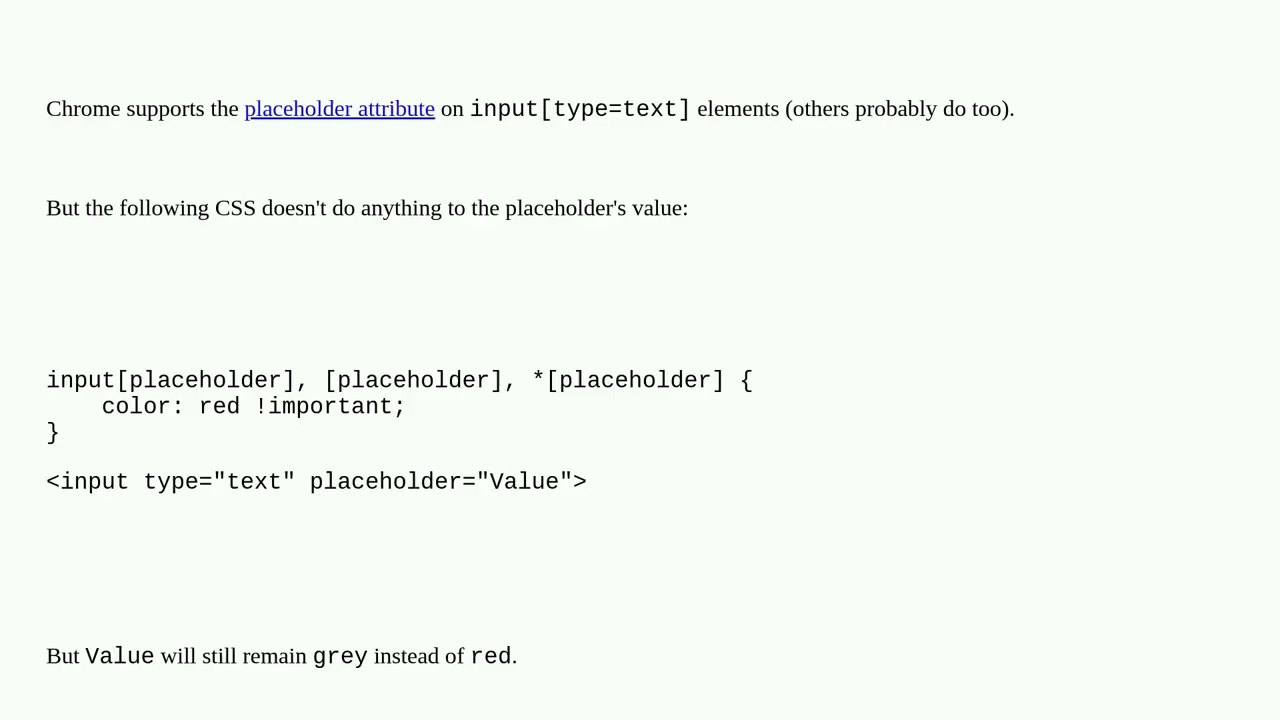 Chrome supports the placeholder attribute on input[type=text] elements (others probably do too).
But the following CSS doesn't do anything to the placeholder's value:
input[placeholder], [placeholder], *[placeholder] {
    color: red !important;
}
<input type="text" placeholder="Value">
But Value will still remain grey instead of red.